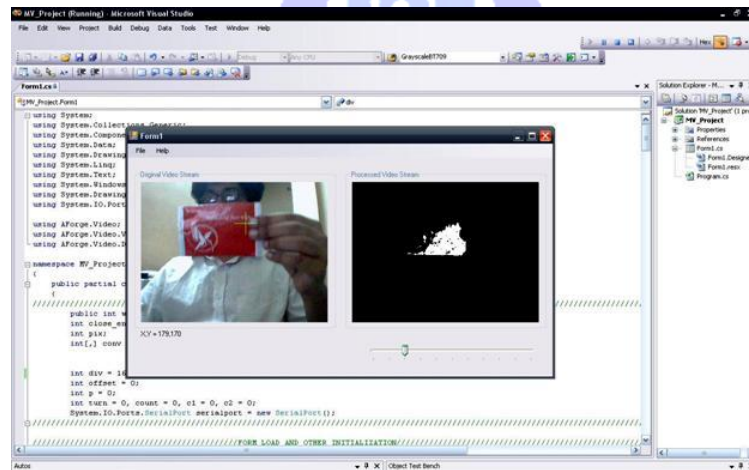 MV_Project (Running) - Microsoft Visual Studio
File Edit View Project Build Debug Data Tools Test Window Help
Hex
Debug Any CPU GrayscaleBT709
Form1.cs
MV_Project.Form1 div
using System;
using System.Collections.Generic;
using System.Compone
using System.Data;
using System.Drawing
using System.Linq;
using System.Text;
using System.Windows
using System.Drawing
using System.IO.Port
using AForge.Video;
using AForge.Video.V
using AForge.Video.D
namespace MV_Project
{
public partial c
{
public int w
int close_en
int pix;
int[,] conv
int div = 16
int offset = 0;
int p = 0;
int turn = 0, count = 0, c1 = 0, c2 = 0;
System.IO.Ports.SerialPort serialport = new SerialPort();
FORM LOAD AND OTHER INITIALIZATION
Form1
File Help
Original Video Stream
Processed Video Stream
X,Y = 179,170
Solution Explorer - M...
Solution 'MV_Project' (1 pro
MV_Project
Properties
References
Form1.cs
Form1.Designe
Form1.resx
Program.cs
Autos
Object Test Bench